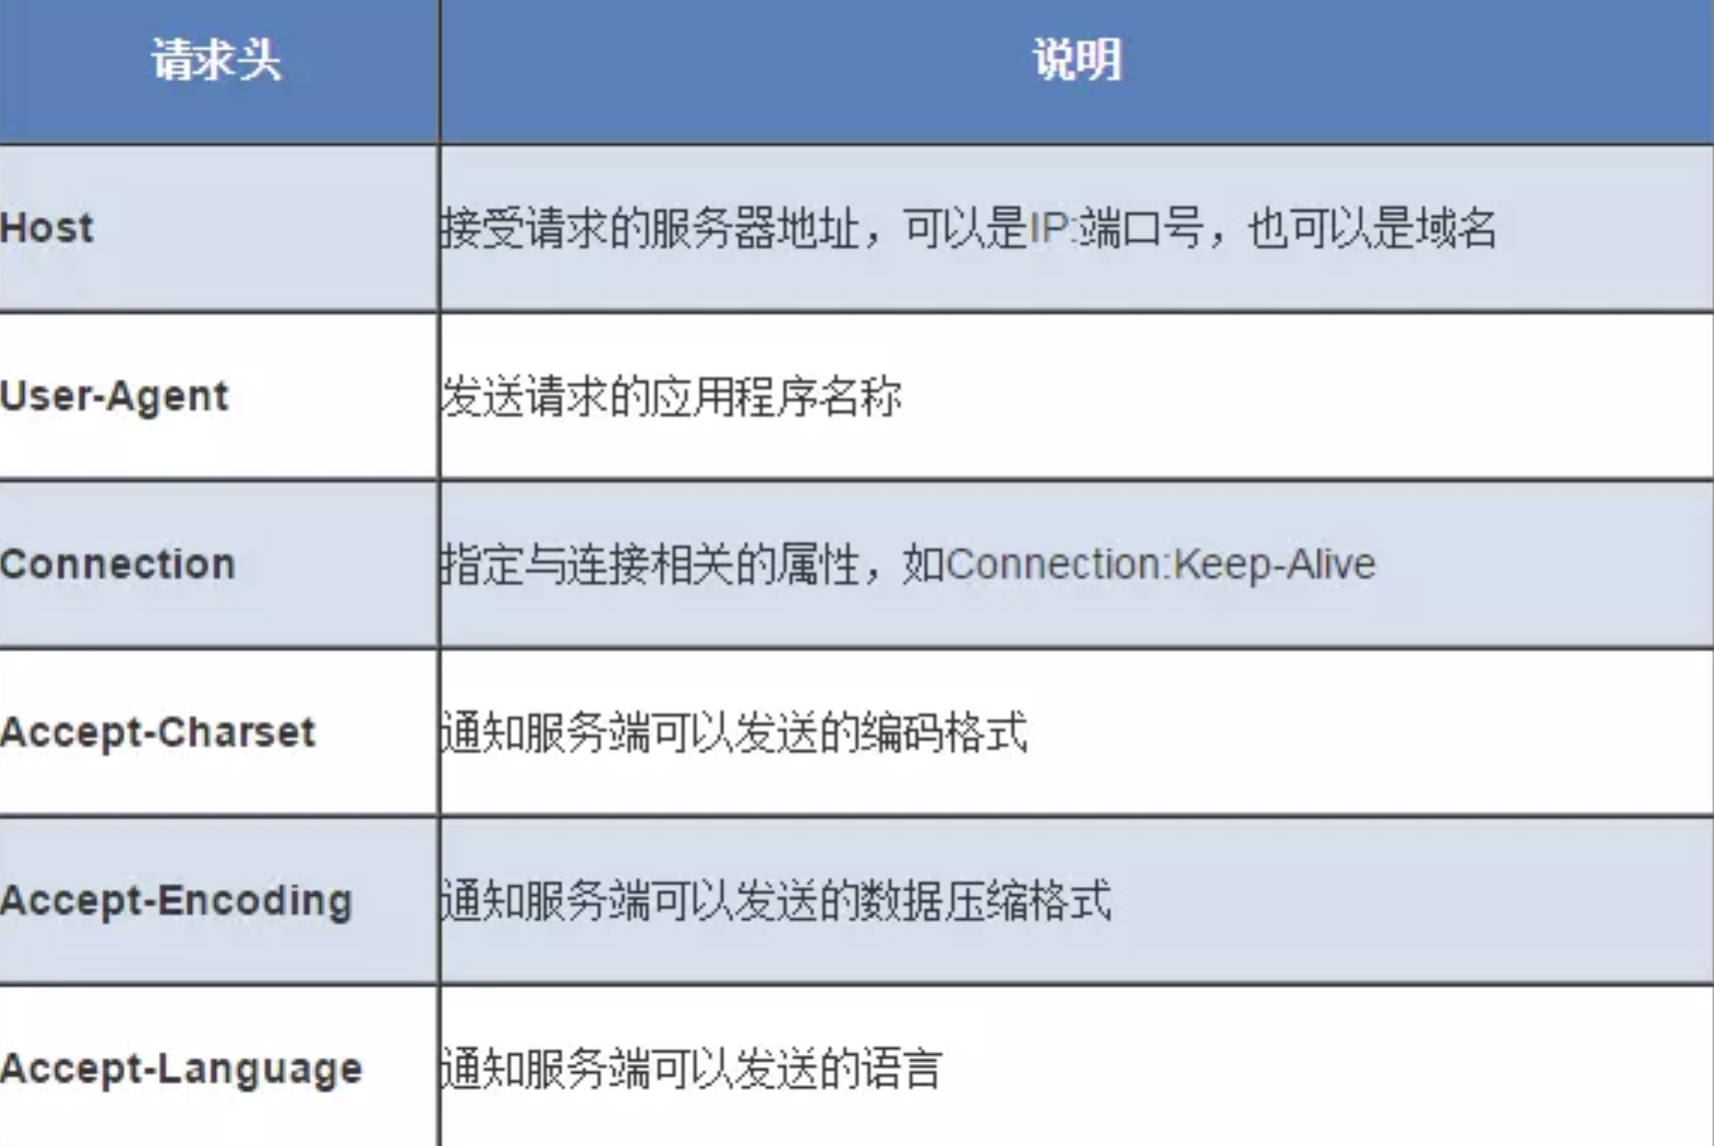 请求头 说明
Host 接受请求的服务器地址，可以是IP:端口号，也可以是域名
User-Agent 发送请求的应用程序名称
Connection 指定与连接相关的属性，如Connection:Keep-Alive
Accept-Charset 通知服务端可以发送的编码格式
Accept-Encoding 通知服务端可以发送的数据压缩格式
Accept-Language 通知服务端可以发送的语言